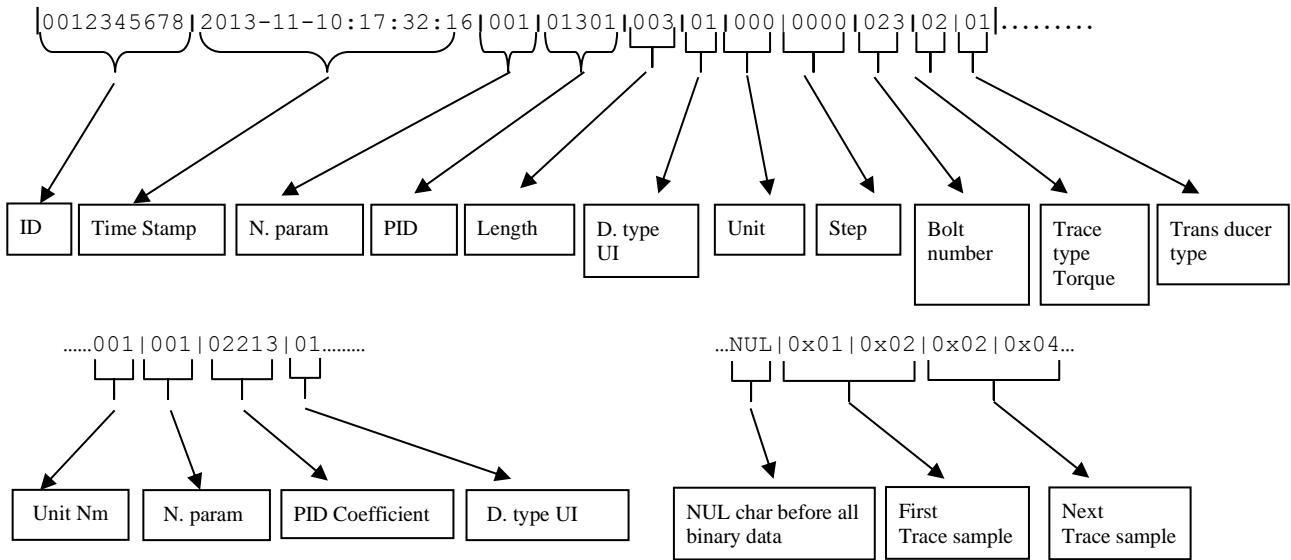 |0012345678|2013-11-10:17:32:16|001|01301|003|01|000|0000|023|02|01|.........
ID
Time Stamp
N. param
PID
Length
D. type
UI
Unit
Step
Bolt
number
Trace
type
Torque
Trans ducer
type
......001|001|02213|01.........
...NUL|0x01|0x02|0x02|0x04...
Unit Nm
N. param
PID Coefficient
D. type UI
NUL char before all
binary data
First
Trace sample
Next
Trace sample